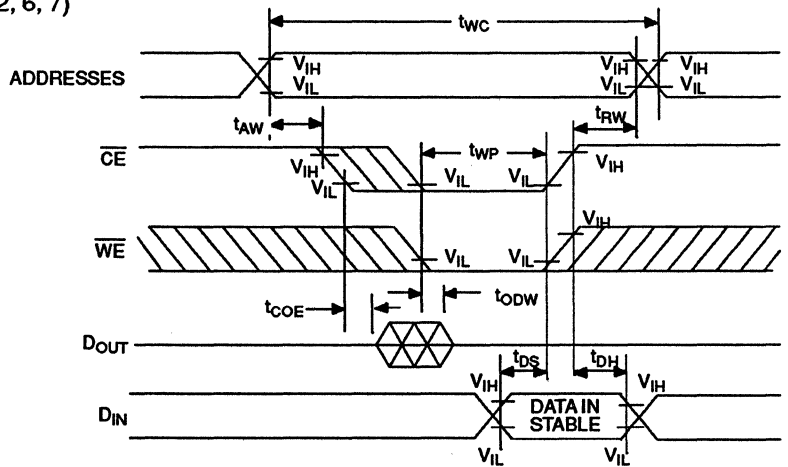 2, 6, 7)
tWC
ADDRESSES
VIH
VIL
VIH
VIL
VIH
VIL
tAW
tRW
CE
VIH
VIL
tWP
VIL
VIL
VIH
WE
VIL
VIL
VIH
tCOE
tODW
DOUT
tDS
tDH
DIN
VIH
VIL
DATA IN
STABLE
VIH
VIL